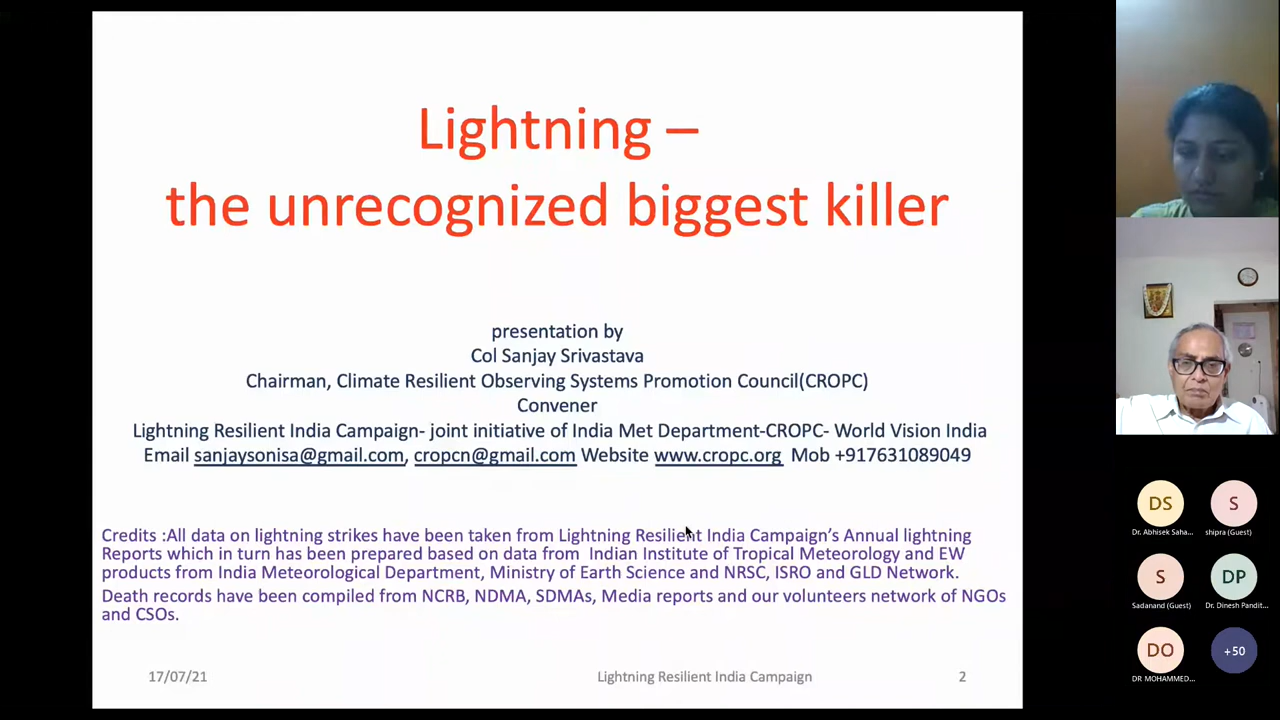 Lightning –
the unrecognized biggest killer
presentation by
Col Sanjay Srivastava
Chairman, Climate Resilient Observing Systems Promotion Council(CROPC)
Convener
Lightning Resilient India Campaign- joint initiative of India Met Department-CROPC- World Vision India
Email sanjaysonisa@gmail.com, cropcn@gmail.com Website www.cropc.org Mob +917631089049
Credits :All data on lightning strikes have been taken from Lightning Resilient India Campaign's Annual lightning
Reports which in turn has been prepared based on data from Indian Institute of Tropical Meteorology and EW
products from India Meteorological Department, Ministry of Earth Science and NRSC, ISRO and GLD Network.
Death records have been compiled from NCRB, NDMA, SDMAs, Media reports and our volunteers network of NGOs
and CSOs.
17/07/21
Lightning Resilient India Campaign
2
DS
S
Dr. Abhisek Saha...
shipra (Guest)
S
DP
Sadanand (Guest)
Dr. Dinesh Pandit...
DO
+50
DR MOHAMMED...